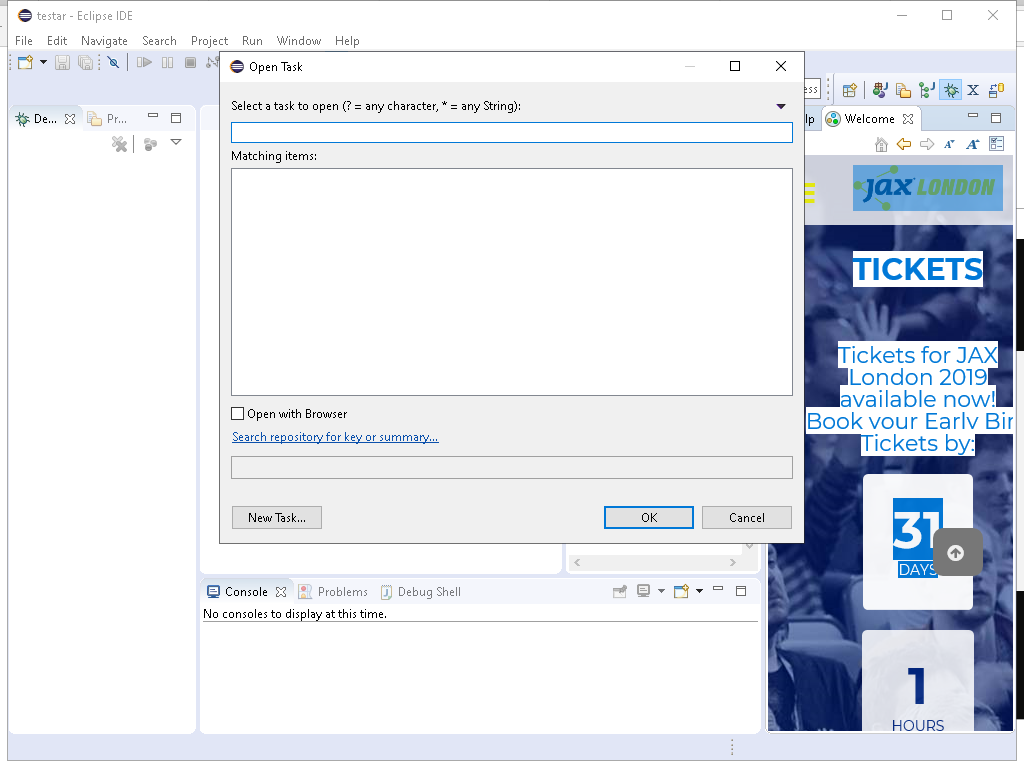 testar - Eclipse IDE
File Edit Navigate Search Project Run Window Help
Open Task
Select a task to open (? = any character, * = any String):
Matching items:
Open with Browser
Search repository for key or summary...
New Task...
OK
Cancel
De...
Pr...
Welcome
JAX LONDON
TICKETS
Tickets for JAX
London 2019
available now!
Book your Early Bir
Tickets by:
31
DAYS
1
HOURS
Console
Problems
Debug Shell
No consoles to display at this time.